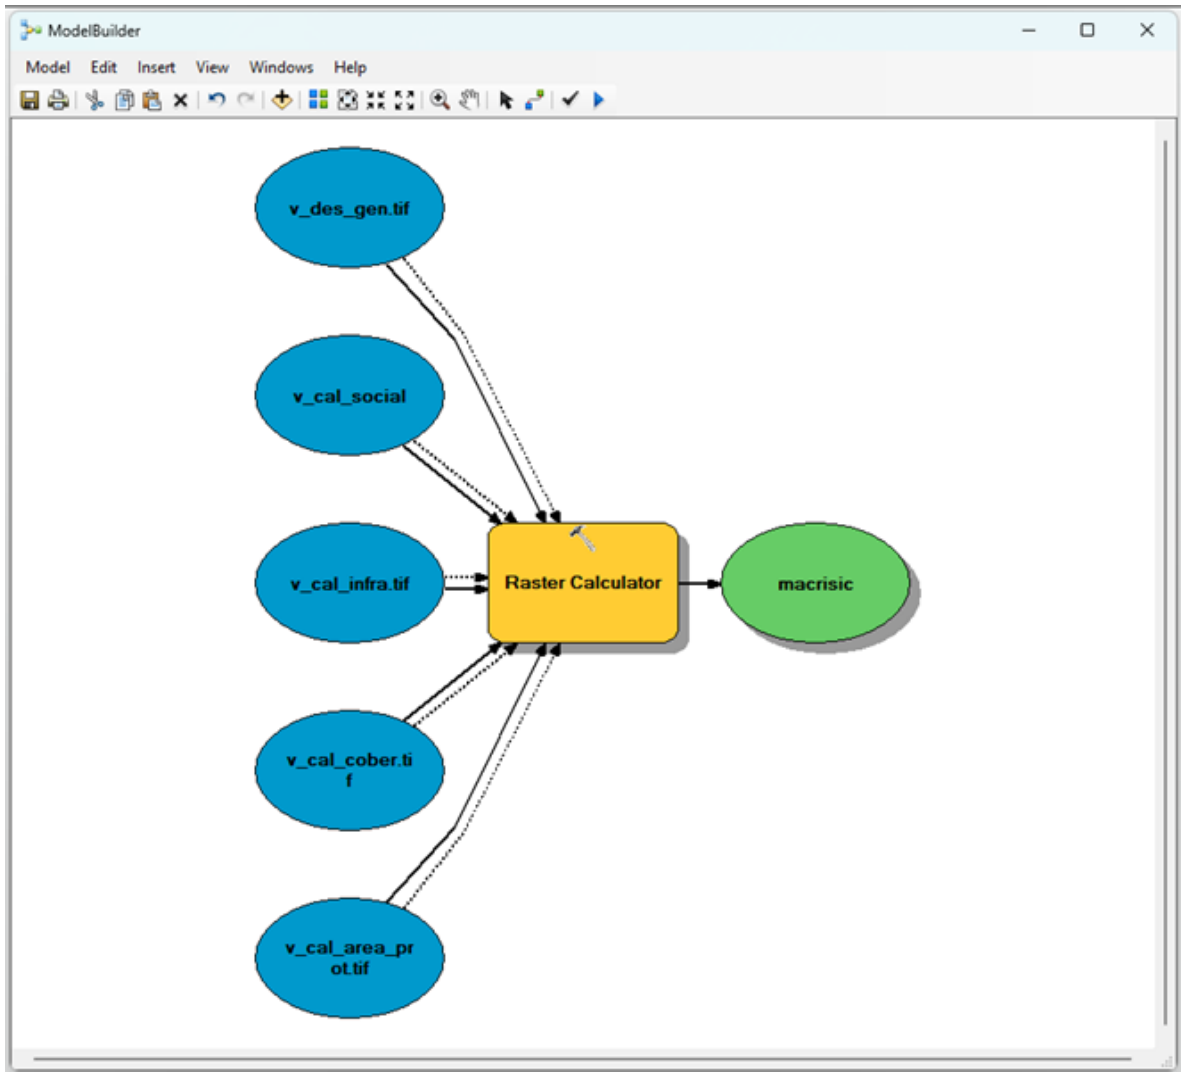 ModelBuilder
Model Edit Insert View Windows Help
v_des_gen.tif
v_cal_social
v_cal_infra.tif
Raster Calculator
macrisic
v_cal_cober.ti
f
v_cal_area_pr
ot.tif